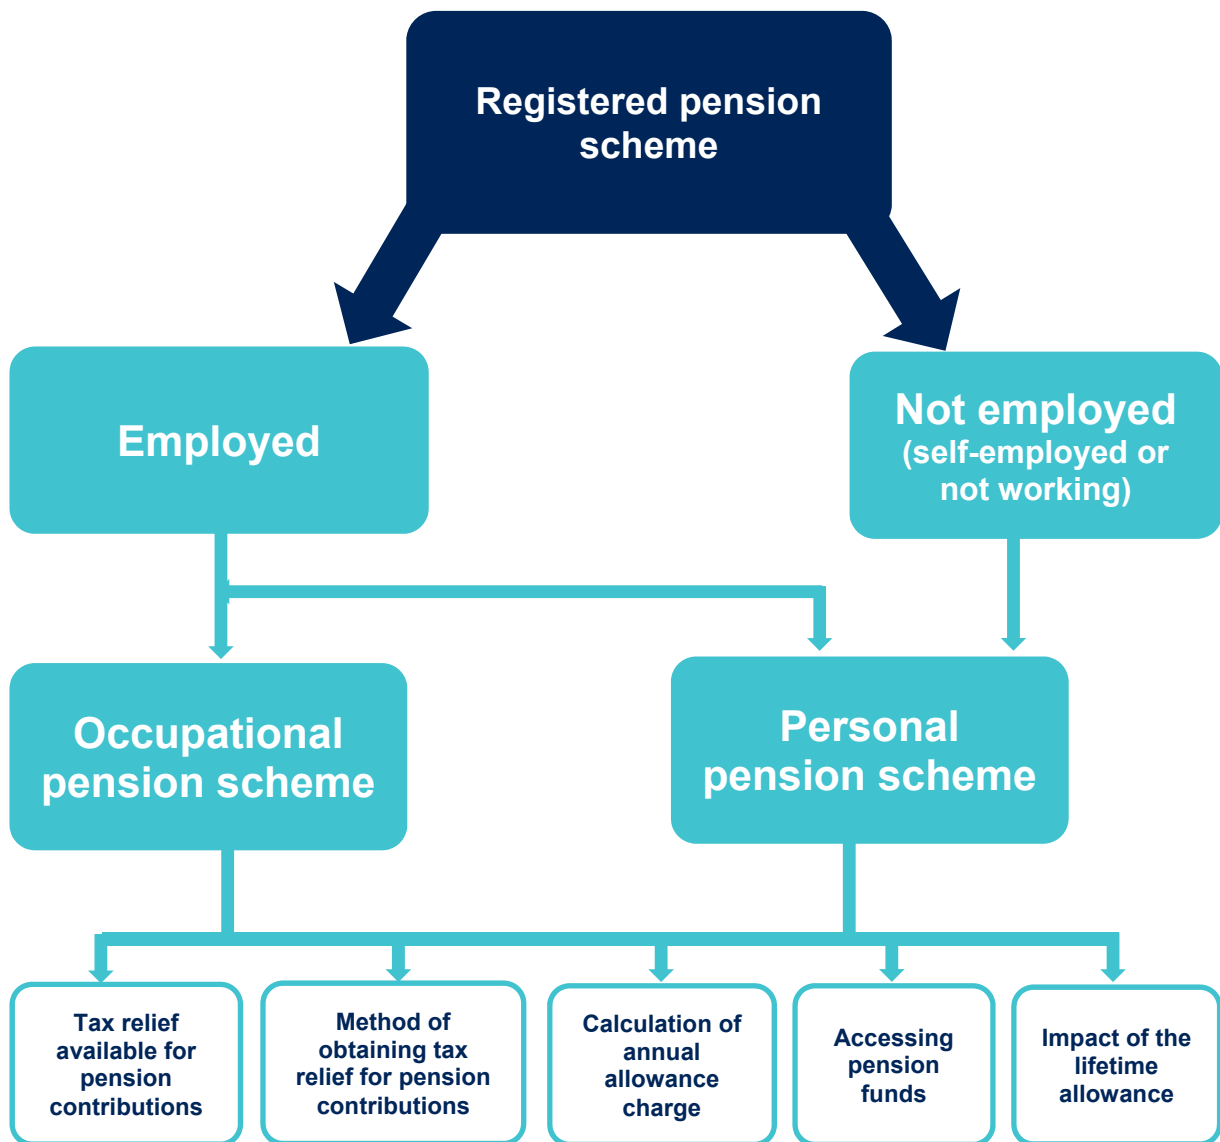 Registered pension
scheme
Employed
Not employed
(self-employed or
not working)
Occupational
pension scheme
Personal
pension scheme
Tax relief
available for
pension
contributions
Method of
obtaining tax
relief for pension
contributions
Calculation of
annual
allowance
charge
Accessing
pension
funds
Impact of the
lifetime
allowance